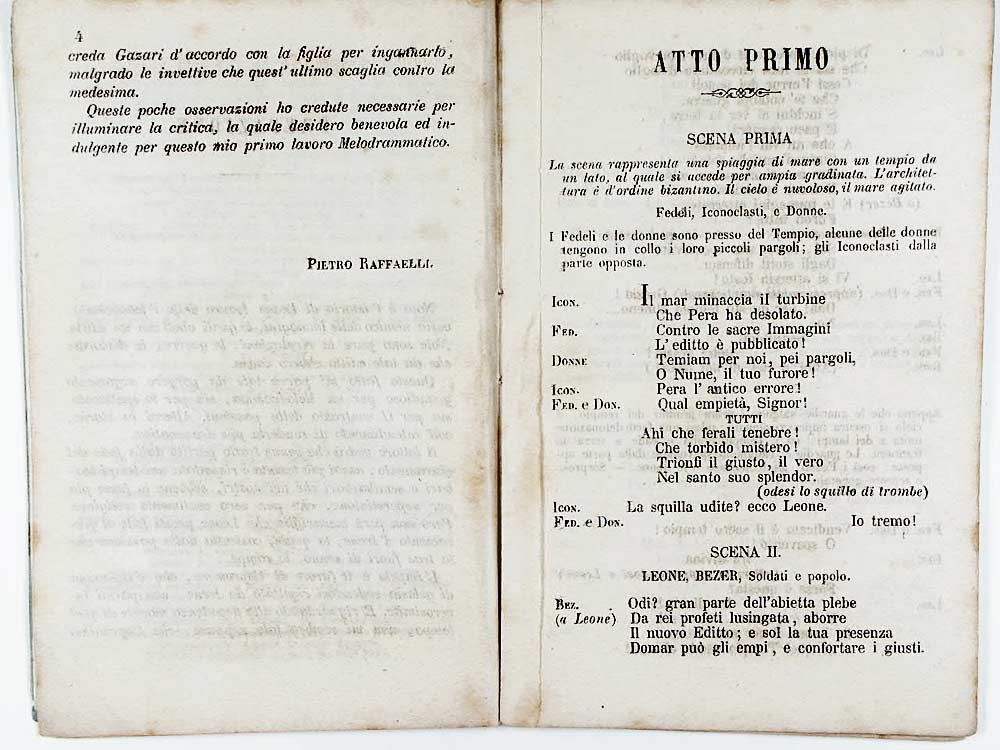 4
creda Gazari d'accordo con la figlia per ingannarlo,
malgrado le invettive che quest'ultimo scaglia contro la
medesima.
Queste poche osservazioni ho credute necessarie per
illuminare la critica, la quale desidero benevola ed in-
dulgente per questo mio primo lavoro Melodrammatico.
PIETRO RAFFAELLI.
ATTO PRIMO
SCENA PRIMA
La scena rappresenta una spiaggia di mare con un tempio da
un lato, al quale si accede per ampia gradinata. L'architet-
tura è d'ordine bizantino. Il cielo è nuvoloso, il mare agitato.
Fedeli, Iconoclasti, e Donne.
I Fedeli e le donne sono presso del Tempio, alcune delle donne
tengono in collo i loro piccoli pargoli; gli Iconoclasti dalla
parte opposta.
ICON. Il mar minaccia il turbine
Che Pera ha desolato.
FED. Contro le sacre Immagini
L'editto è pubblicato!
DONNE Temiam per noi, pei pargoli,
O Nume, il tuo furore!
ICON. Pera l'antico errore!
FED. e DON. Qual empietà, Signor!
TUTTI
Ahi che ferali tenebre!
Che torbido mistero!
Trionfi il giusto, il vero
Nel santo suo splendor.
(odesi lo squillo di trombe)
ICON. La squilla udite? ecco Leone.
FED. e DON. Io tremo!
SCENA II.
LEONE, BEZER, Soldati e popolo.
BEZ. Odi? gran parte dell'abietta plebe
(a Leone) Da rei profeti lusingata, aborre
Il nuovo Editto; e sol la tua presenza
Domar può gli empi, e confortare i giusti.